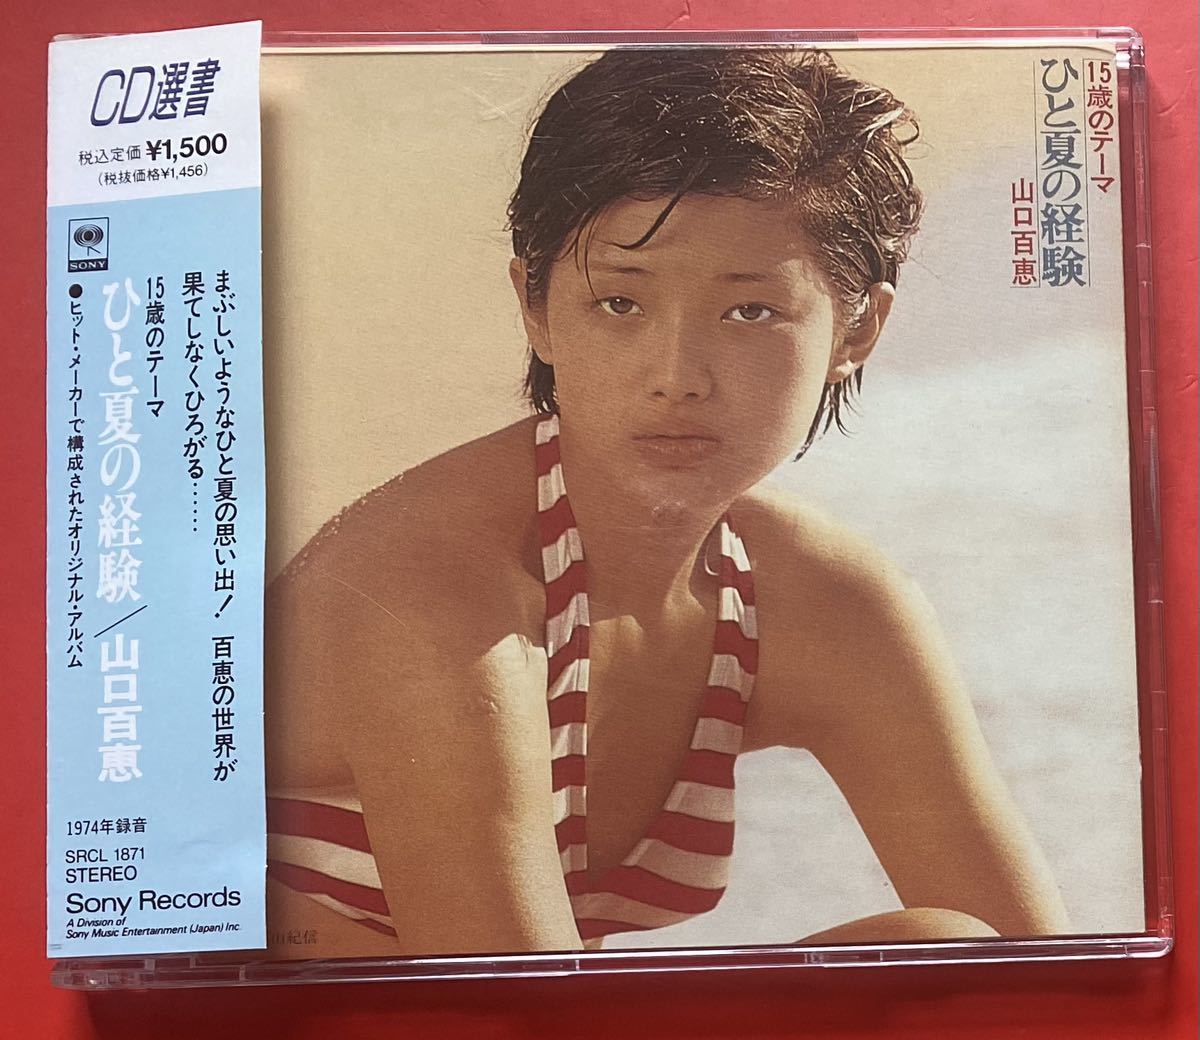 CD選書
税込定価 ¥1,500
(税抜価格¥1,456)
SONY
まぶしいようなひと夏の思い出! 百恵の世界が
果てしなくひろがる……
15歳のテーマ
ひと夏の経験／山口百恵
●ヒット・メーカーで構成されたオリジナル・アルバム
1974年録音
SRCL 1871
STEREO
Sony Records
A Division of
Sony Music Entertainment (Japan) Inc.
15歳のテーマ
ひと夏の経験
山口百恵
山紀信